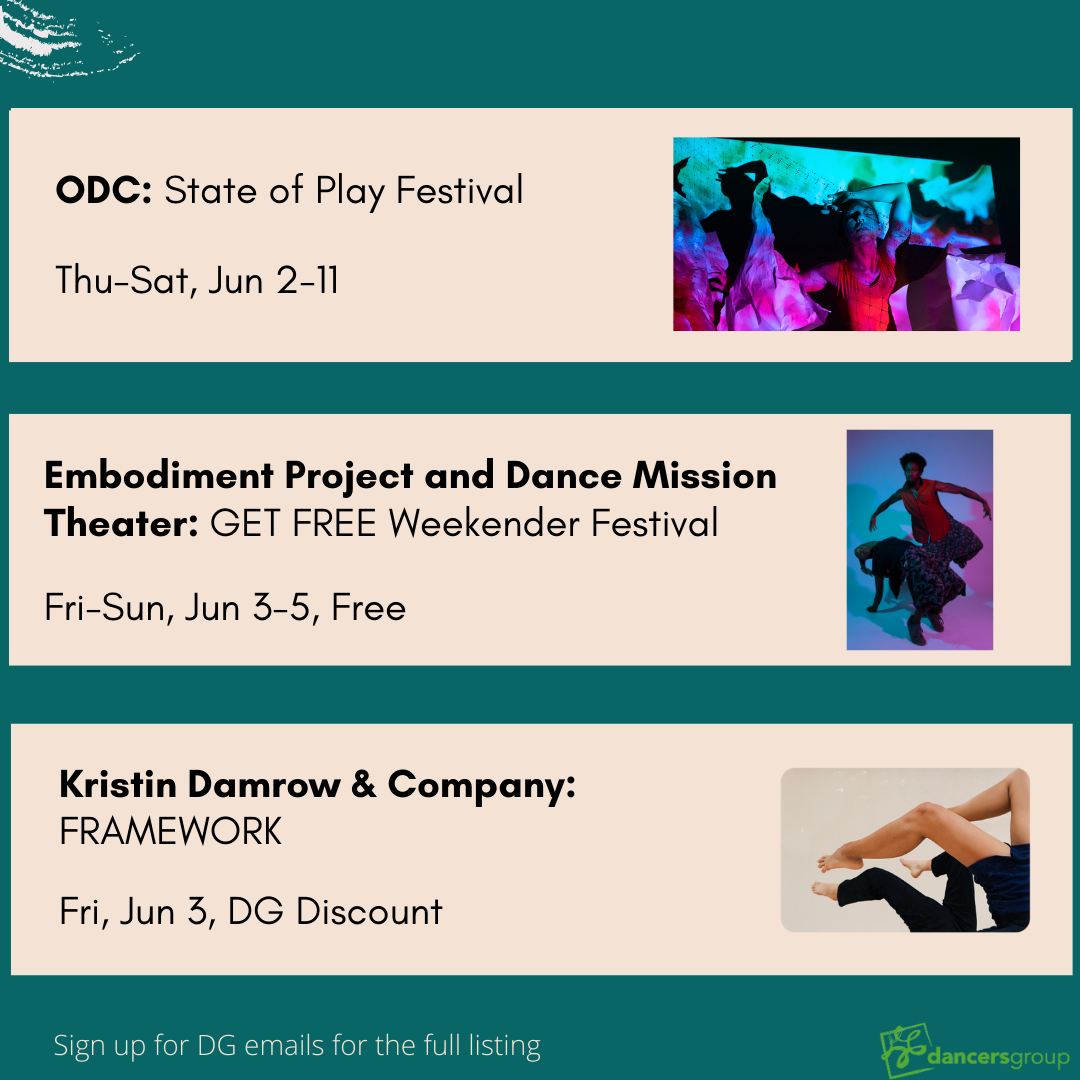 ODC: State of Play Festival
Thu-Sat, Jun 2-11
Embodiment Project and Dance Mission
Theater: GET FREE Weekender Festival
Fri-Sun, Jun 3-5, Free
Kristin Damrow & Company:
FRAMEWORK
Fri, Jun 3, DG Discount
Sign up for DG emails for the full listing
dancersgroup